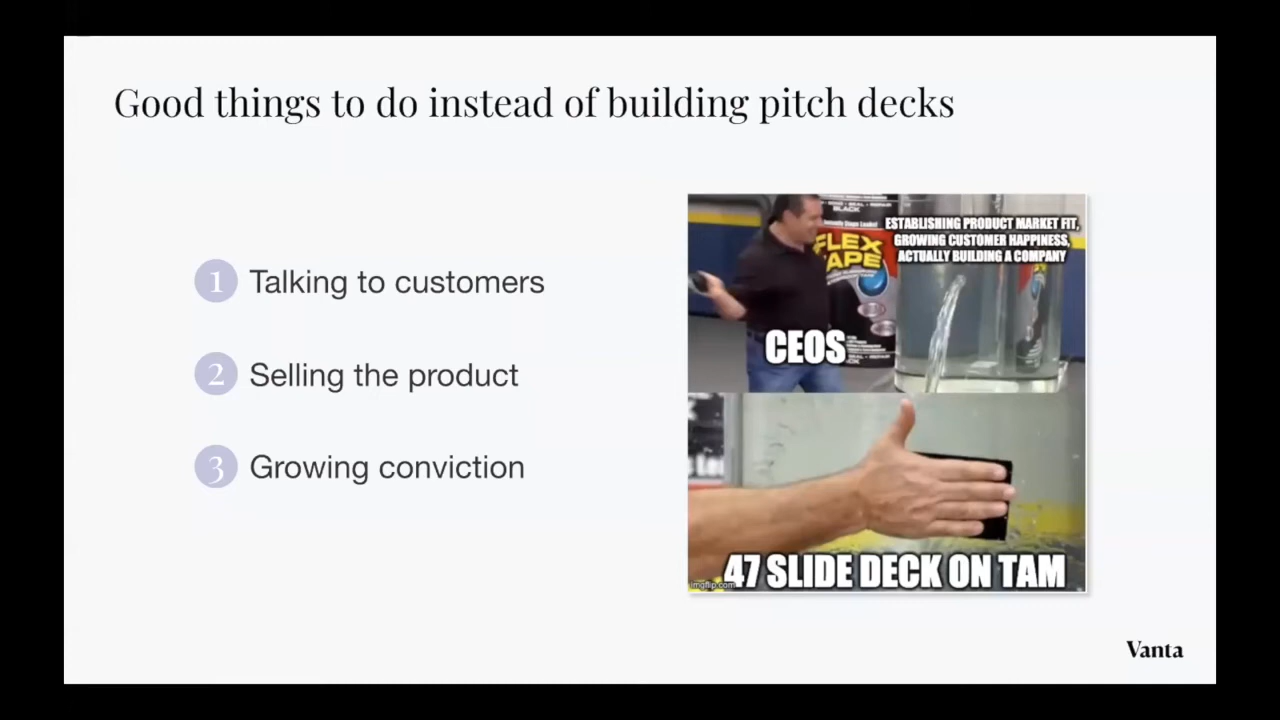 Good things to do instead of building pitch decks
1 Talking to customers
2 Selling the product
3 Growing conviction
BLACK
FLEX
TAPE
ESTABLISHING PRODUCT MARKET FIT,
GROWING CUSTOMER HAPPINESS,
ACTUALLY BUILDING A COMPANY
CEOS
47 SLIDE DECK ON TAM
imgflip.com
Vanta